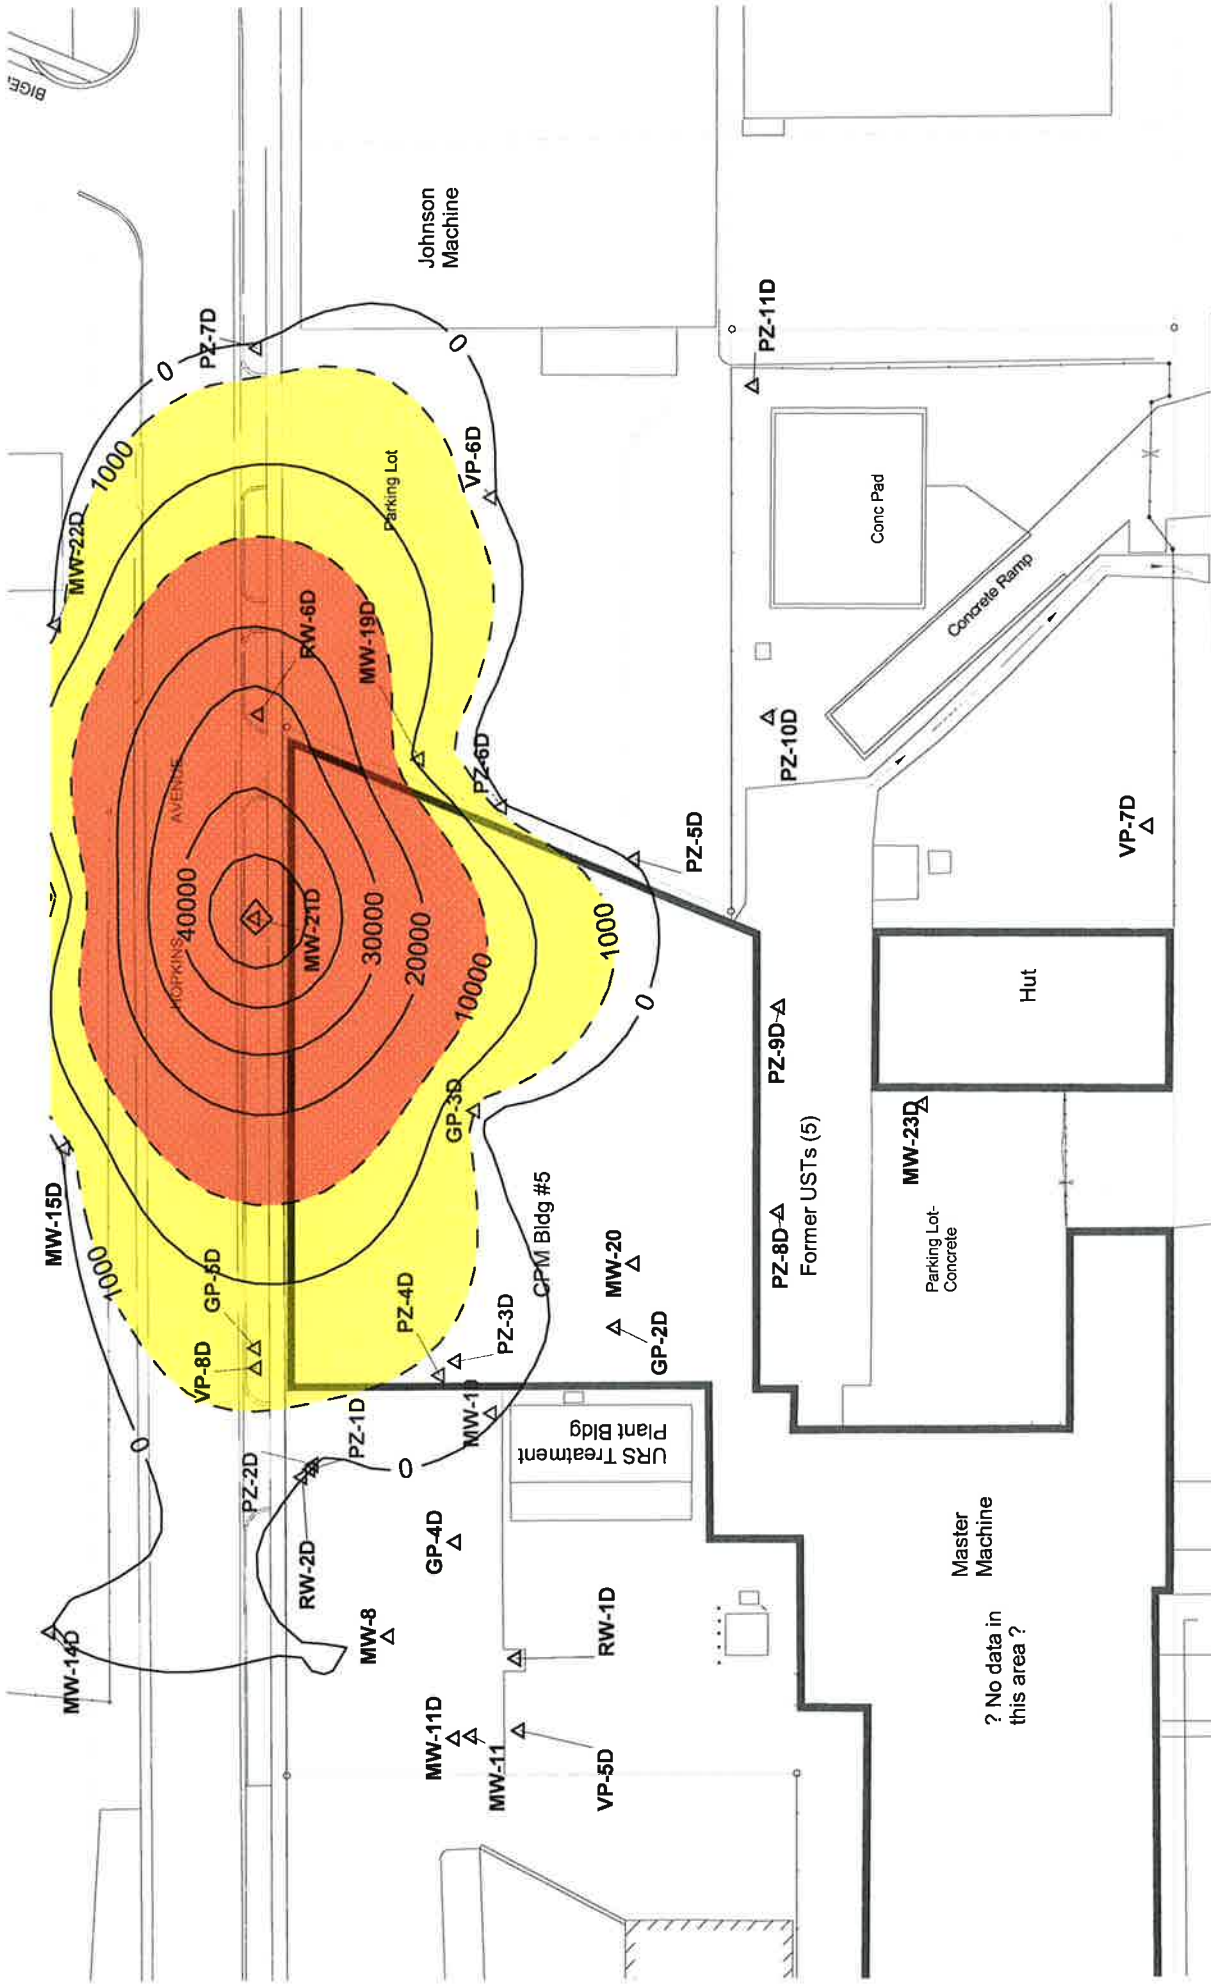 BIGE
MW-14D
MW-15D
MW-22D
1000
1000
0
0
HOPKINS
AVENUE
40000
VP-8D
GP-5D
PZ-7D
PZ-2D
RW-2D
MW-21D
RW-6D
PZ-1D
MW-8
30000
MW-19D
Parking Lot
0
PZ-4D
20000
Johnson
Machine
MW-11D
GP-4D
GP-3D
10000
PZ-6D
VP-6D
0
MW-11
MW-1D
PZ-3D
URS Treatment
Plant Bldg
CPM Bldg #5
VP-5D
RW-1D
MW-20
GP-2D
1000
0
PZ-5D
PZ-11D
PZ-8D
PZ-9D
PZ-10D
Former USTs (5)
Conc Pad
MW-23D
Parking Lot-
Concrete
Concrete Ramp
Master
Machine
Hut
? No data in
this area ?
VP-7D